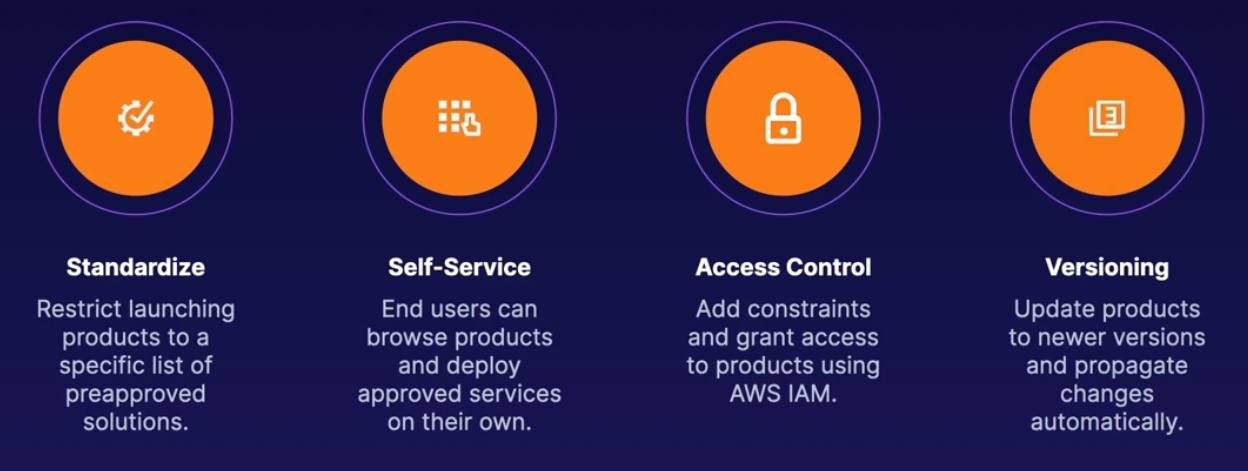 3
Standardize
Restrict launching
products to a
specific list of
preapproved
solutions.
Self-Service
End users can
browse products
and deploy
approved services
on their own.
Access Control
Add constraints
and grant access
to products using
AWS IAM.
Versioning
Update products
to newer versions
and propagate
changes
automatically.